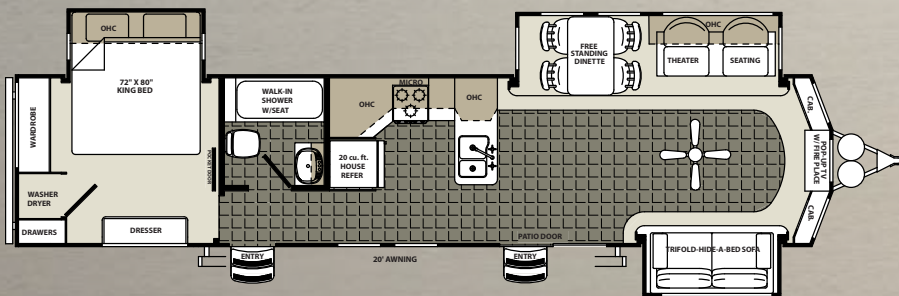 OHC
72" X 80"
KING BED
WARDROBE
WASHER
DRYER
DRAWERS
DRESSER
POCKET DOOR
WALK-IN
SHOWER
W/SEAT
ENTRY
20' AWNING
OHC
MICRO
OHC
20 cu. ft.
HOUSE
REFER
FREE
STANDING
DINETTE
OHC
THEATER
SEATING
CAB.
POP-UP TV
W/ FIRE PLACE
CAB.
PATIO DOOR
ENTRY
TRIFOLD-HIDE-A-BED SOFA